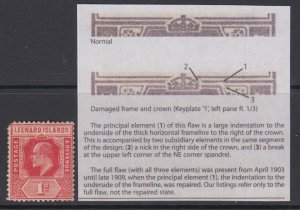 Normal
2
1
3
Damaged frame and crown (Keyplate '1', left pane R. 1/3)
The principal element (1) of this flaw is a large indentation to the
underside of the thick horizontal frameline to the right of the crown.
This is accompanied by two subsidiary elements in the same segment
of the design: (2) a nick on the right side of the crown, and (3) a break
at the upper left corner of the NE corner spandrel.
The full flaw (with all three elements) was present from April 1903
until late 1909, when the principal element (1), the indentation in the
underside of the frameline, was repaired. Our listings refer only to the
full flaw, not to the repaired state.
LEEWARD ISLANDS
POSTAGE
REVENUE
1D